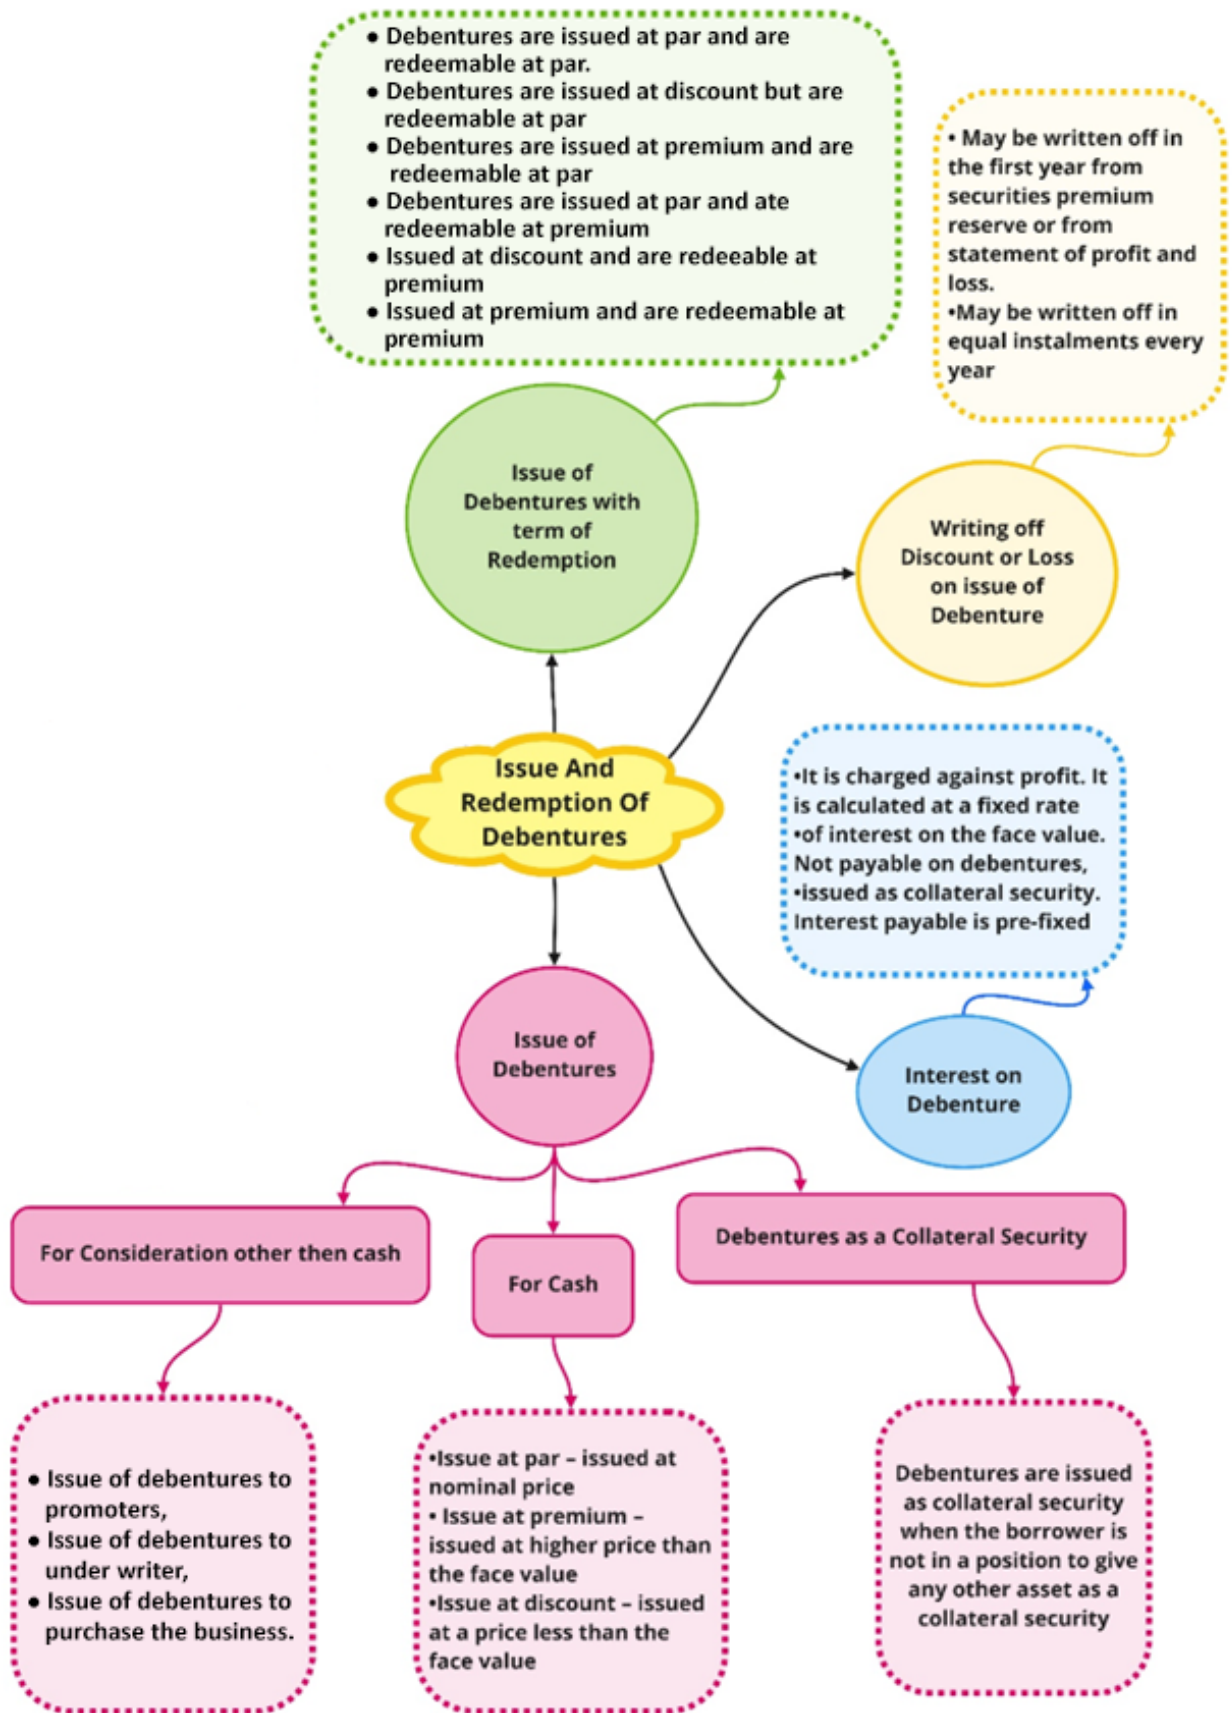 ● Debentures are issued at par and are
redeemable at par.
● Debentures are issued at discount but are
redeemable at par
● Debentures are issued at premium and are
redeemable at par
● Debentures are issued at par and ate
redeemable at premium
● Issued at discount and are redeeable at
premium
● Issued at premium and are redeemable at
premium
• May be written off in
the first year from
securities premium
reserve or from
statement of profit and
loss.
•May be written off in
equal instalments every
year
Issue of
Debentures with
term of
Redemption
Writing off
Discount or Loss
on issue of
Debenture
Issue And
Redemption Of
Debentures
•It is charged against profit. It
is calculated at a fixed rate
•of interest on the face value.
Not payable on debentures,
•issued as collateral security.
Interest payable is pre-fixed
Issue of
Debentures
Interest on
Debenture
For Consideration other then cash
For Cash
Debentures as a Collateral Security
● Issue of debentures to
promoters,
● Issue of debentures to
under writer,
● Issue of debentures to
purchase the business.
•Issue at par – issued at
nominal price
• Issue at premium –
issued at higher price than
the face value
•Issue at discount – issued
at a price less than the
face value
Debentures are issued
as collateral security
when the borrower is
not in a position to give
any other asset as a
collateral security